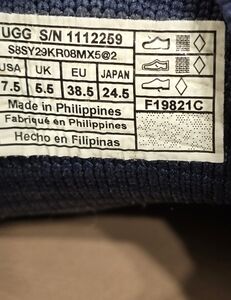 UGG S/N 1112259
S8SY29KR08MX5@2
USA UK EU JAPAN
7.5 5.5 38.5 24.5
Made in Philippines
F19821C
Fabriqué en Philippines
Hecho en Filipinas